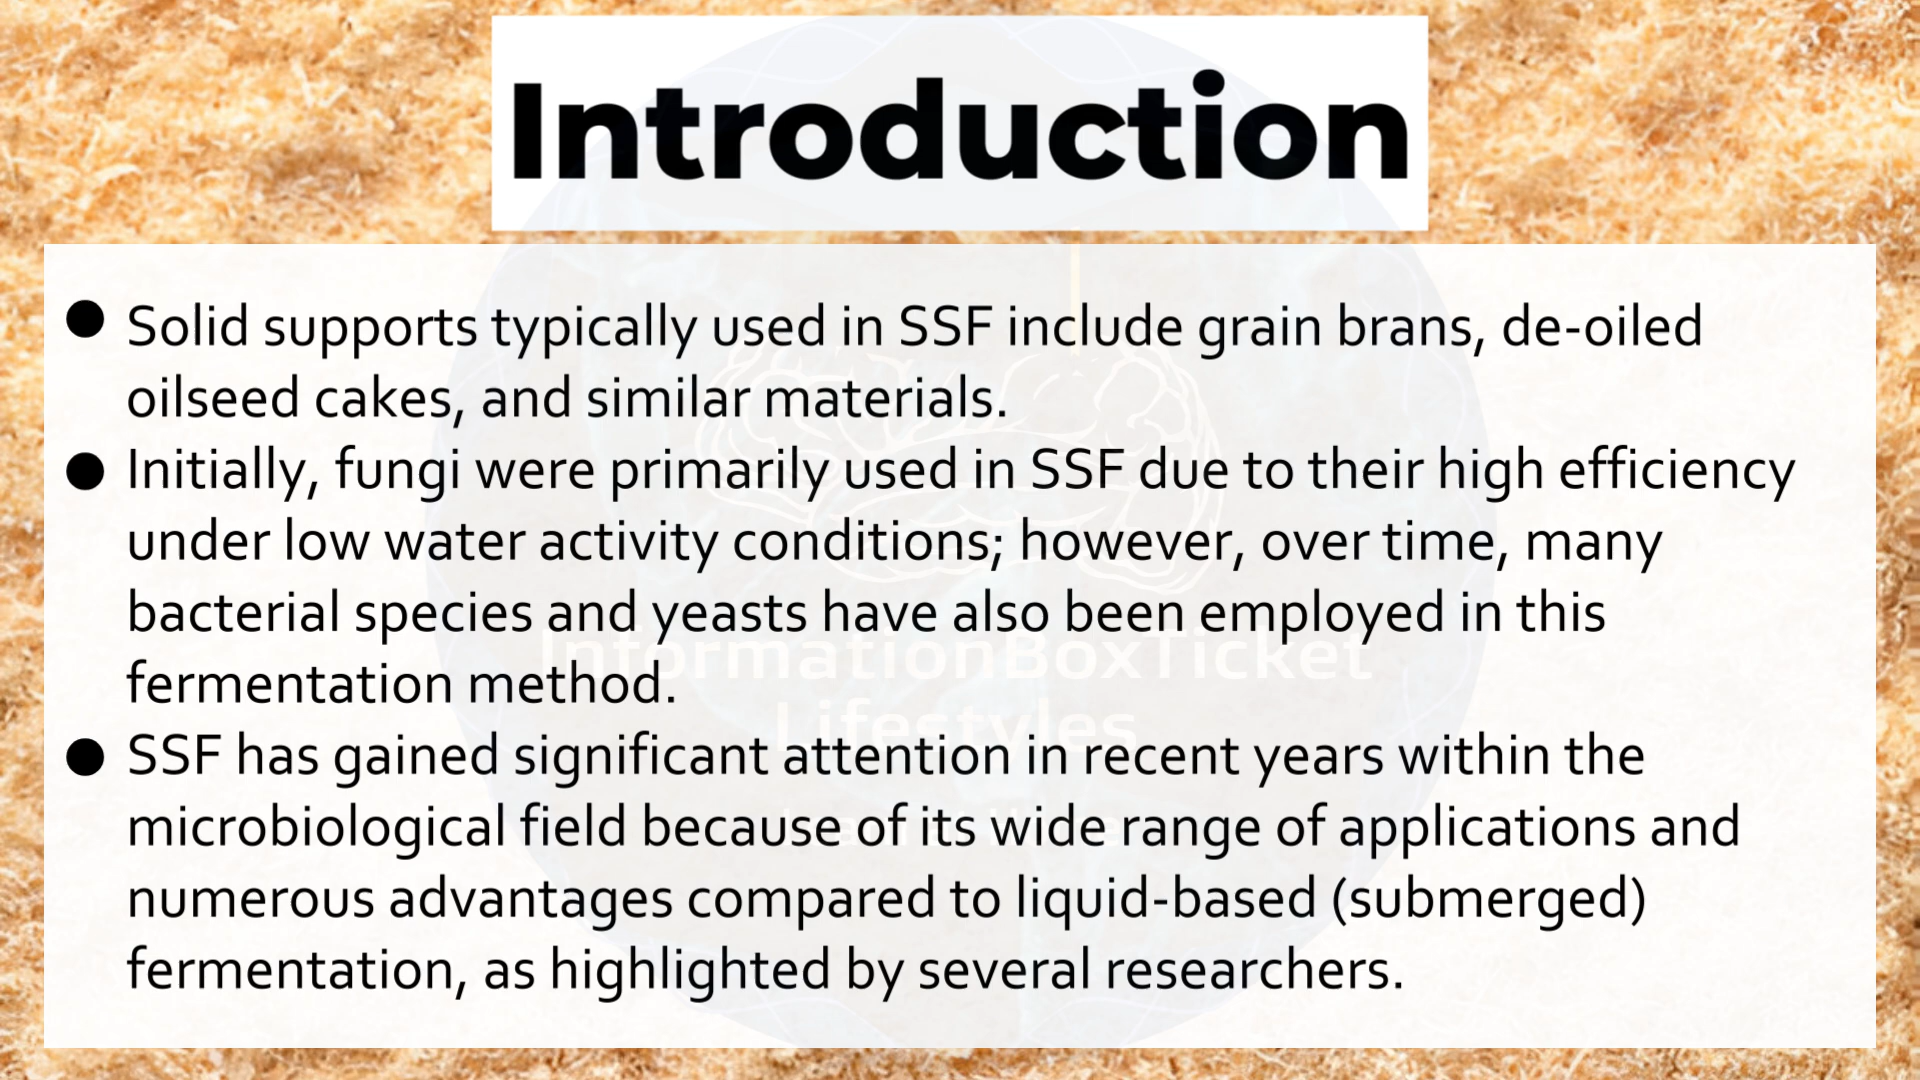 Introduction
● Solid supports typically used in SSF include grain brans, de-oiled
oilseed cakes, and similar materials.
● Initially, fungi were primarily used in SSF due to their high efficiency
under low water activity conditions; however, over time, many
bacterial species and yeasts have also been employed in this
fermentation method.
InformationBoxTicket
Lifestyles
● SSF has gained significant attention in recent years within the
microbiological field because of its wide range of applications and
numerous advantages compared to liquid-based (submerged)
fermentation, as highlighted by several researchers.